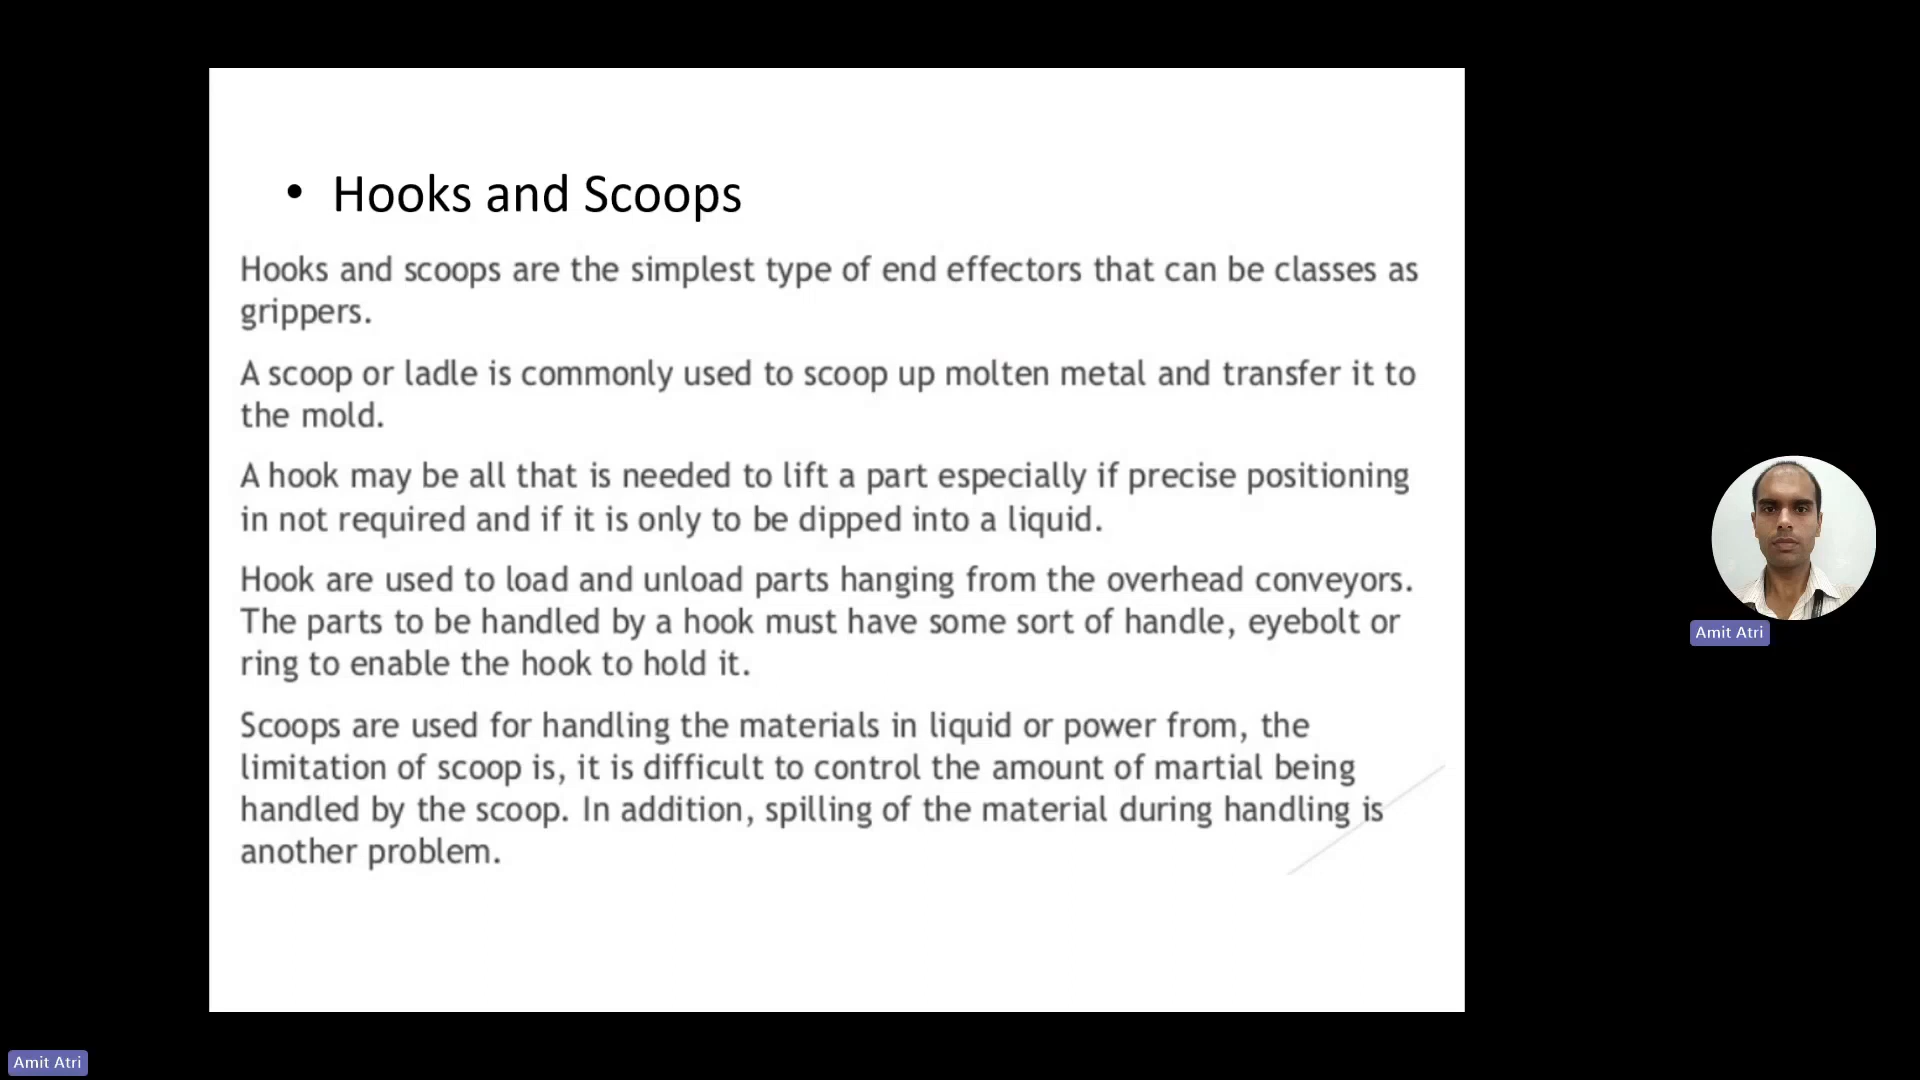 • Hooks and Scoops
Hooks and scoops are the simplest type of end effectors that can be classes as
grippers.
A scoop or ladle is commonly used to scoop up molten metal and transfer it to
the mold.
A hook may be all that is needed to lift a part especially if precise positioning
in not required and if it is only to be dipped into a liquid.
Hook are used to load and unload parts hanging from the overhead conveyors.
The parts to be handled by a hook must have some sort of handle, eyebolt or
ring to enable the hook to hold it.
Scoops are used for handling the materials in liquid or power from, the
limitation of scoop is, it is difficult to control the amount of martial being
handled by the scoop. In addition, spilling of the material during handling is
another problem.
Amit Atri
Amit Atri